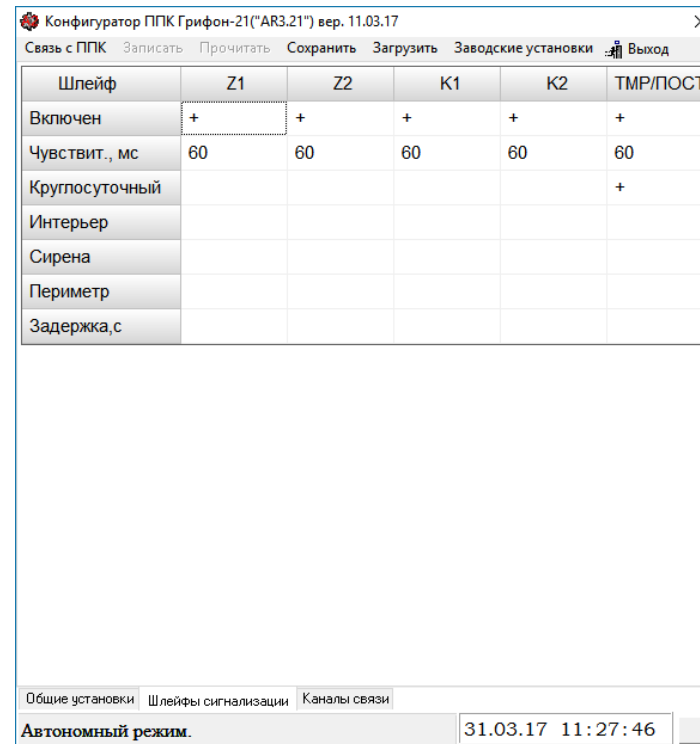 Конфигуратор ППК Грифон-21("AR3.21") вер. 11.03.17
Связь с ППК Записать Прочитать Сохранить Загрузить Заводские установки Выход
Шлейф Z1 Z2 K1 K2 ТМР/ПОСТ
Включен + + + + +
Чувствит., мс 60 60 60 60 60
Круглосуточный +
Интерьер
Сирена
Периметр
Задержка,с
Общие установки Шлейфы сигнализации Каналы связи
Автономный режим. 31.03.17 11:27:46